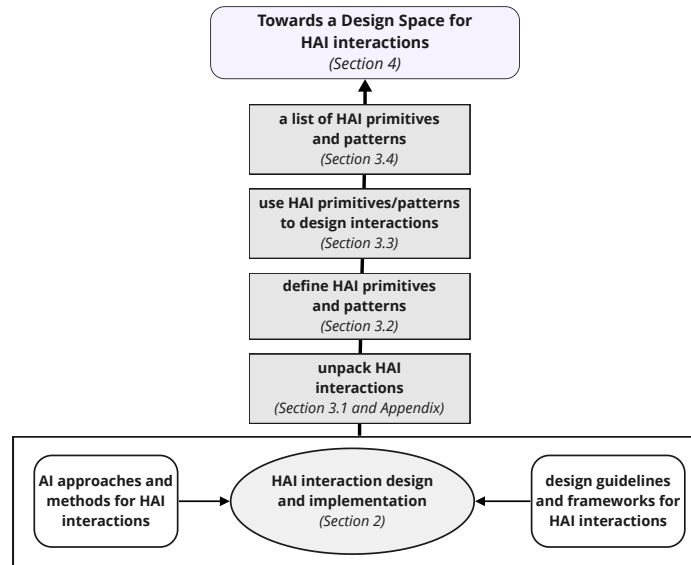 Towards a Design Space for
HAI interactions
(Section 4)
a list of HAI primitives
and patterns
(Section 3.4)
use HAI primitives/patterns
to design interactions
(Section 3.3)
define HAI primitives
and patterns
(Section 3.2)
unpack HAI
interactions
(Section 3.1 and Appendix)
AI approaches and
methods for HAI
interactions
HAI interaction design
and implementation
(Section 2)
design guidelines
and frameworks for
HAI interactions